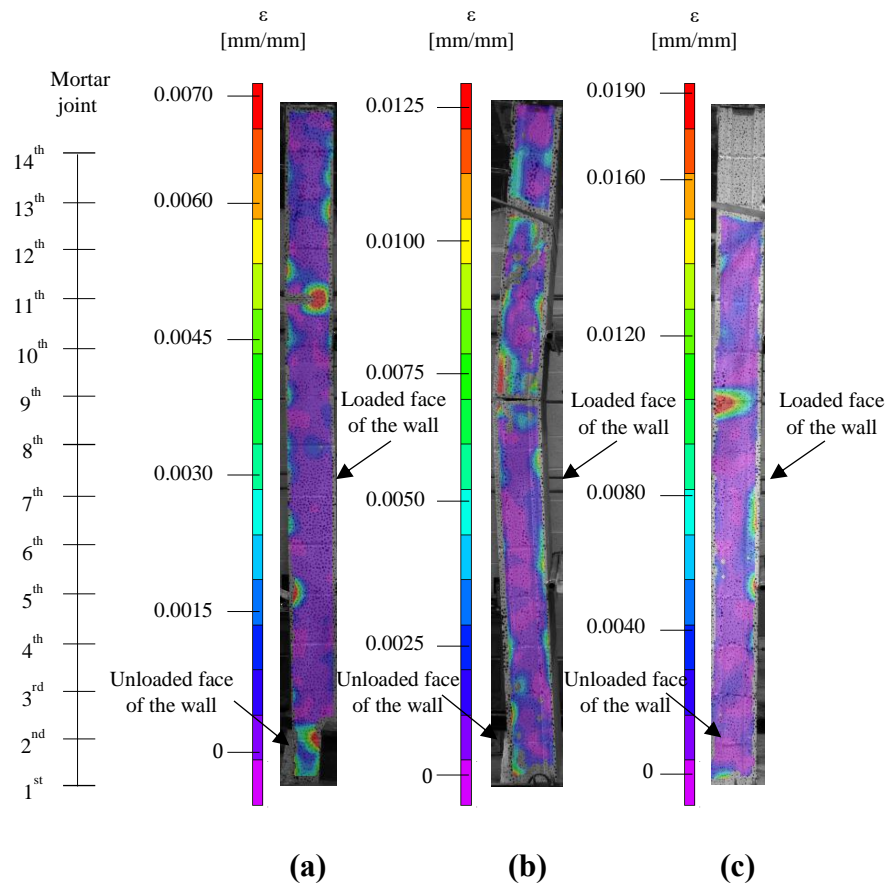 ε
[mm/mm]
ε
[mm/mm]
ε
[mm/mm]
Mortar
joint
14th
13th
12th
11th
10th
9th
8th
7th
6th
5th
4th
3rd
2nd
1st
0.0070
0.0060
0.0045
0.0030
0.0015
0
Loaded face
of the wall
Unloaded face
of the wall
(a)
0.0125
0.0100
0.0075
0.0050
0.0025
0
Loaded face
of the wall
Unloaded face
of the wall
(b)
0.0190
0.0160
0.0120
0.0080
0.0040
0
Loaded face
of the wall
Unloaded face
of the wall
(c)